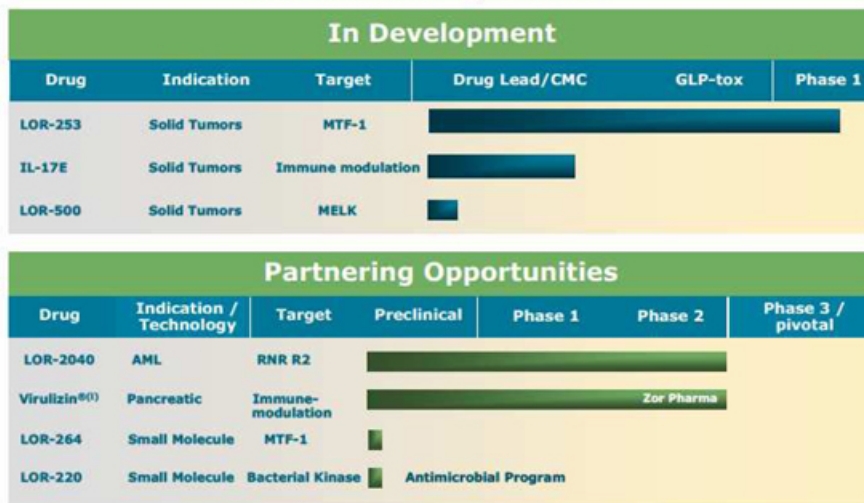 In Development
Drug Indication Target Drug Lead/CMC GLP-tox Phase 1
LOR-253 Solid Tumors MTF-1
IL-17E Solid Tumors Immune modulation
LOR-500 Solid Tumors MELK
Partnering Opportunities
Drug Indication / Technology Target Preclinical Phase 1 Phase 2 Phase 3 / pivotal
LOR-2040 AML RNR R2
Virulizin®(i) Pancreatic Immune-modulation Zor Pharma
LOR-264 Small Molecule MTF-1
LOR-220 Small Molecule Bacterial Kinase Antimicrobial Program